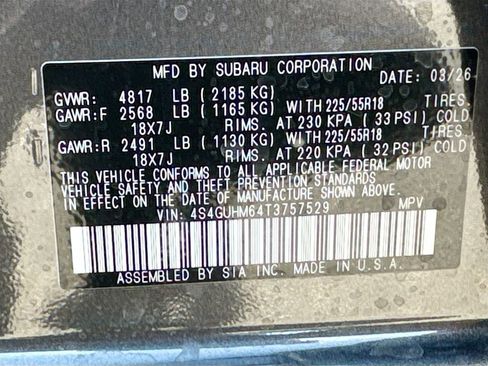 MFD BY SUBARU CORPORATION DATE: 03/26
GVWR: 4817 LB (2185 KG)
GAWR:F 2568 LB (1165 KG) WITH 225/55R18 TIRES.
18X7J RIMS. AT 230 KPA (33 PSI) COLD
GAWR:R 2491 LB (1130 KG) WITH 225/55R18 TIRES.
18X7J RIMS. AT 220 KPA (32 PSI) COLD
THIS VEHICLE CONFORMS TO ALL APPLICABLE FEDERAL MOTOR
VEHICLE SAFETY AND THEFT PREVENTION STANDARDS
IN EFFECT ON THE DATE OF MANUFACTURE SHOWN ABOVE.
VIN: 4S4GUHM64T3757529 MPV
ASSEMBLED BY SIA INC. MADE IN U.S.A.